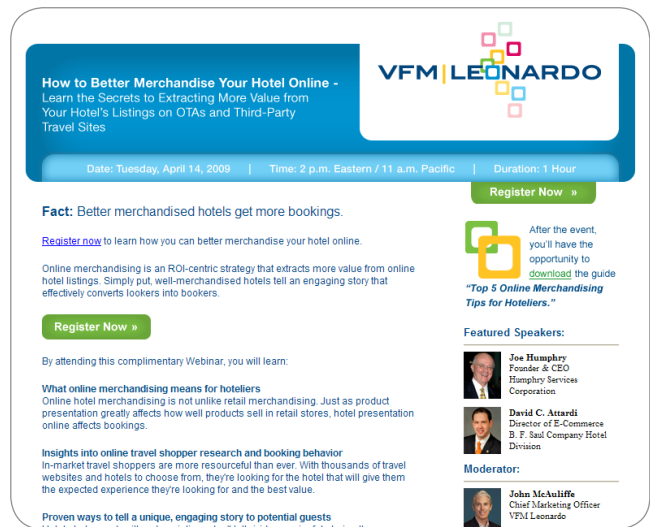 How to Better Merchandise Your Hotel Online -
Learn the Secrets to Extracting More Value from
Your Hotel's Listings on OTAs and Third-Party
Travel Sites
VFM|LEONARDO
Date: Tuesday, April 14, 2009 | Time: 2 p.m. Eastern / 11 a.m. Pacific | Duration: 1 Hour
Register Now »
Fact: Better merchandised hotels get more bookings.
Register now to learn how you can better merchandise your hotel online.
Online merchandising is an ROI-centric strategy that extracts more value from online
hotel listings. Simply put, well-merchandised hotels tell an engaging story that
effectively converts lookers into bookers.
Register Now »
By attending this complimentary Webinar, you will learn:
What online merchandising means for hoteliers
Online hotel merchandising is not unlike retail merchandising. Just as product
presentation greatly affects how well products sell in retail stores, hotel presentation
online affects bookings.
Insights into online travel shopper research and booking behavior
In-market travel shoppers are more resourceful than ever. With thousands of travel
websites and hotels to choose from, they're looking for the hotel that will give them
the expected experience they're looking for and the best value.
Proven ways to tell a unique, engaging story to potential guests
After the event,
you'll have the
opportunity to
download the guide
"Top 5 Online Merchandising
Tips for Hoteliers."
Featured Speakers:
Joe Humphry
Founder & CEO
Humphry Services
Corporation
David C. Attardi
Director of E-Commerce
B. F. Saul Company Hotel
Division
Moderator:
John McAuliffe
Chief Marketing Officer
VFM Leonardo